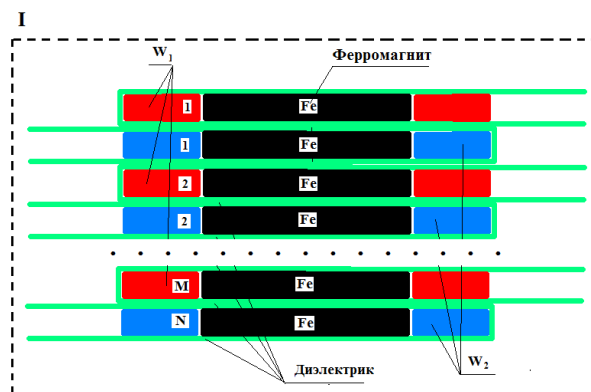 I
W1
Ферромагнит
1 Fe
1 Fe
2 Fe
2 Fe
M Fe
N Fe
Диэлектрик
W2